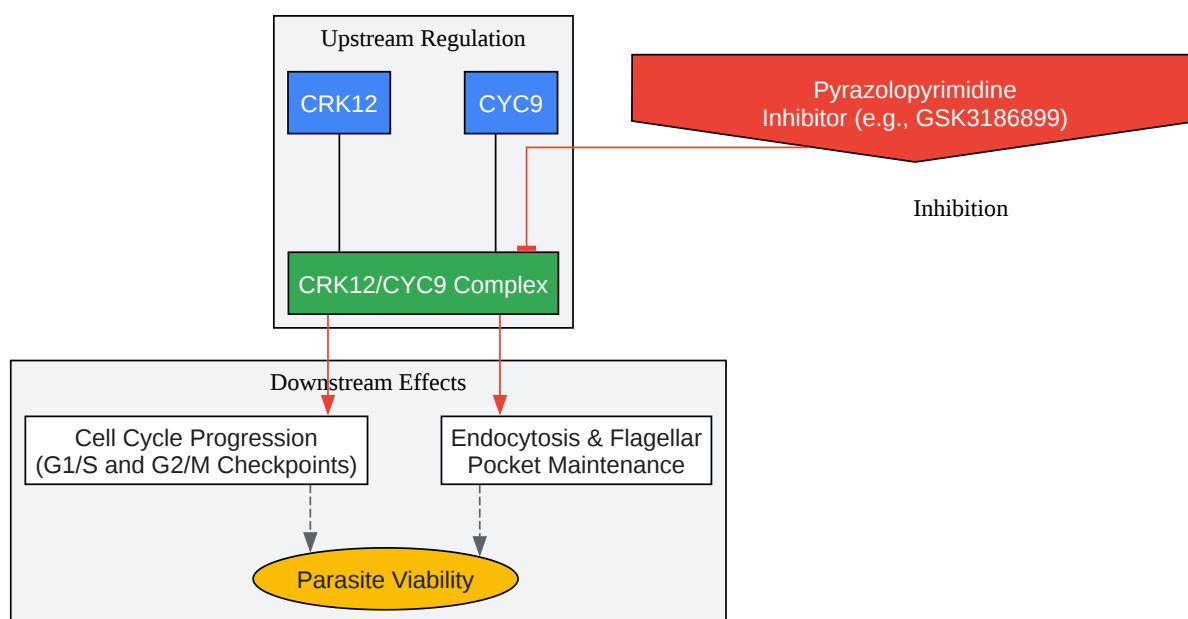 Upstream Regulation
CRK12
CYC9
Pyrazolopyrimidine
Inhibitor (e.g., GSK3186899)
Inhibition
CRK12/CYC9 Complex
Downstream Effects
Cell Cycle Progression
(G1/S and G2/M Checkpoints)
Endocytosis & Flagellar
Pocket Maintenance
Parasite Viability